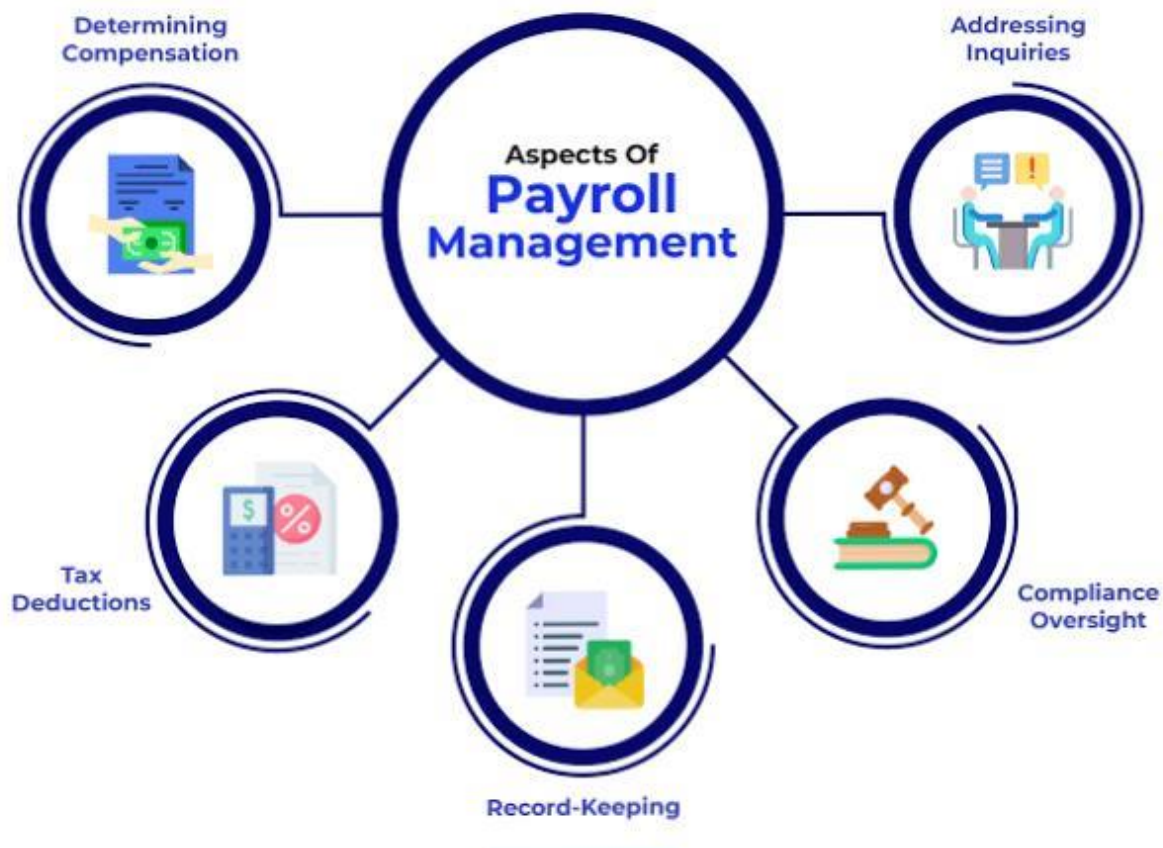 Determining
Compensation
Addressing
Inquiries
Aspects Of
Payroll
Management
$
%
!
Tax
Deductions
Compliance
Oversight
Record-Keeping